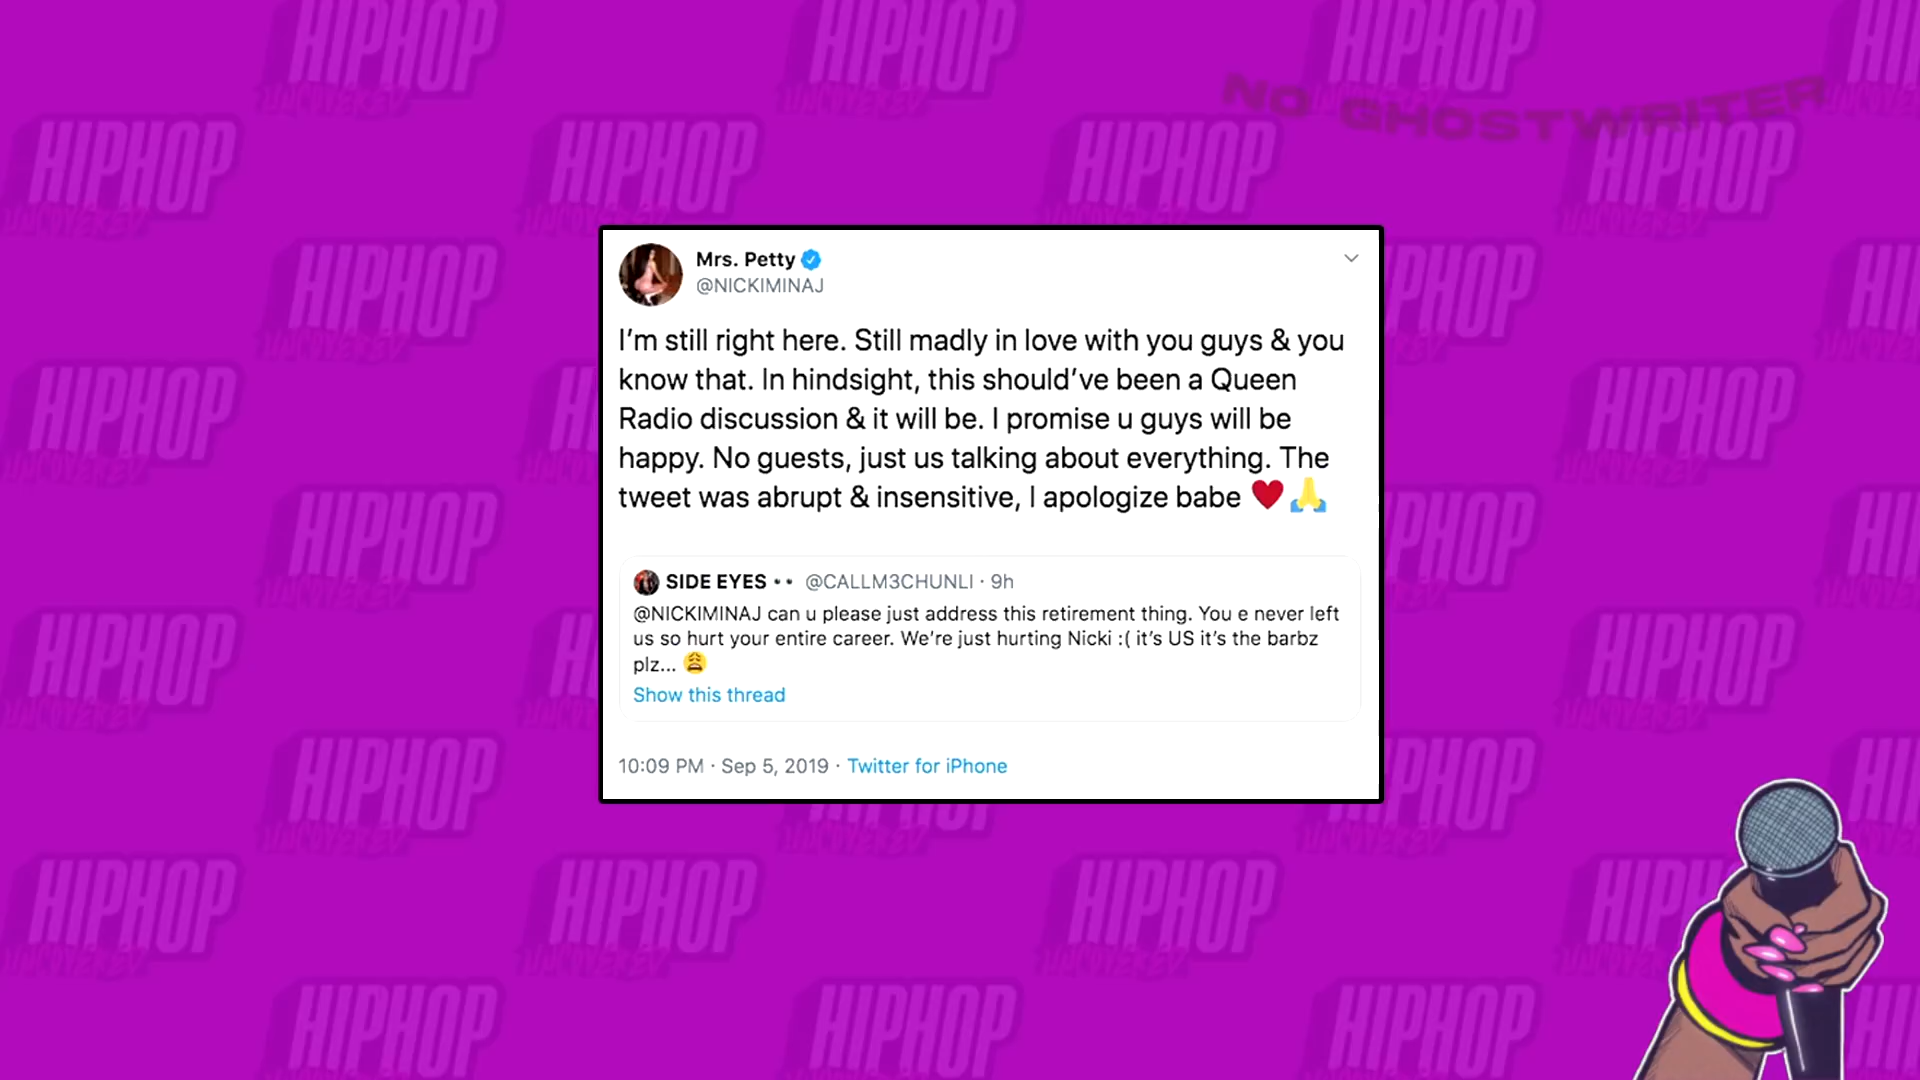 NO GHOSTWRITER
HIPHOP
UNCOVERED
Mrs. Petty
@NICKIMINAJ
I’m still right here. Still madly in love with you guys & you
know that. In hindsight, this should’ve been a Queen
Radio discussion & it will be. I promise u guys will be
happy. No guests, just us talking about everything. The
tweet was abrupt & insensitive, I apologize babe ❤️🙏
SIDE EYES •• @CALLM3CHUNLI · 9h
@NICKIMINAJ can u please just address this retirement thing. You e never left
us so hurt your entire career. We’re just hurting Nicki :( it’s US it’s the barbz
plz... 😩
Show this thread
10:09 PM · Sep 5, 2019 · Twitter for iPhone